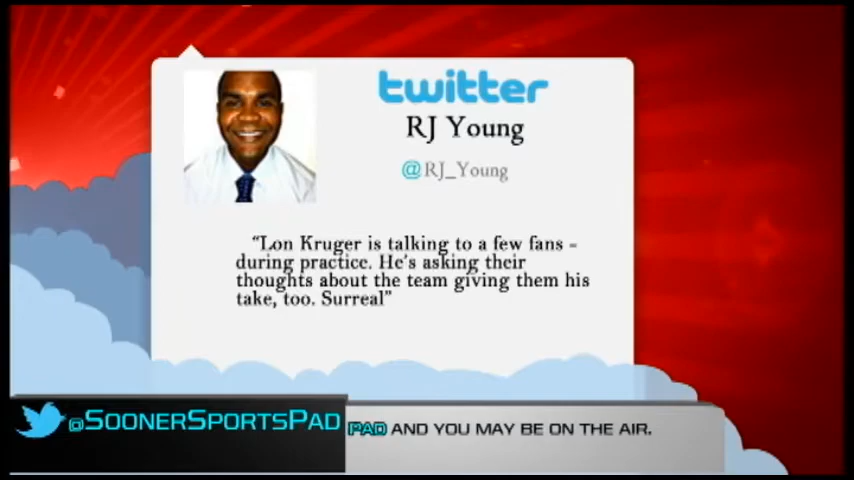 twitter
RJ Young
@RJ_Young
“Lon Kruger is talking to a few fans -
during practice. He's asking their
thoughts about the team giving them his
take, too. Surreal”
@SoonerSportsPad
PAD AND YOU MAY BE ON THE AIR.